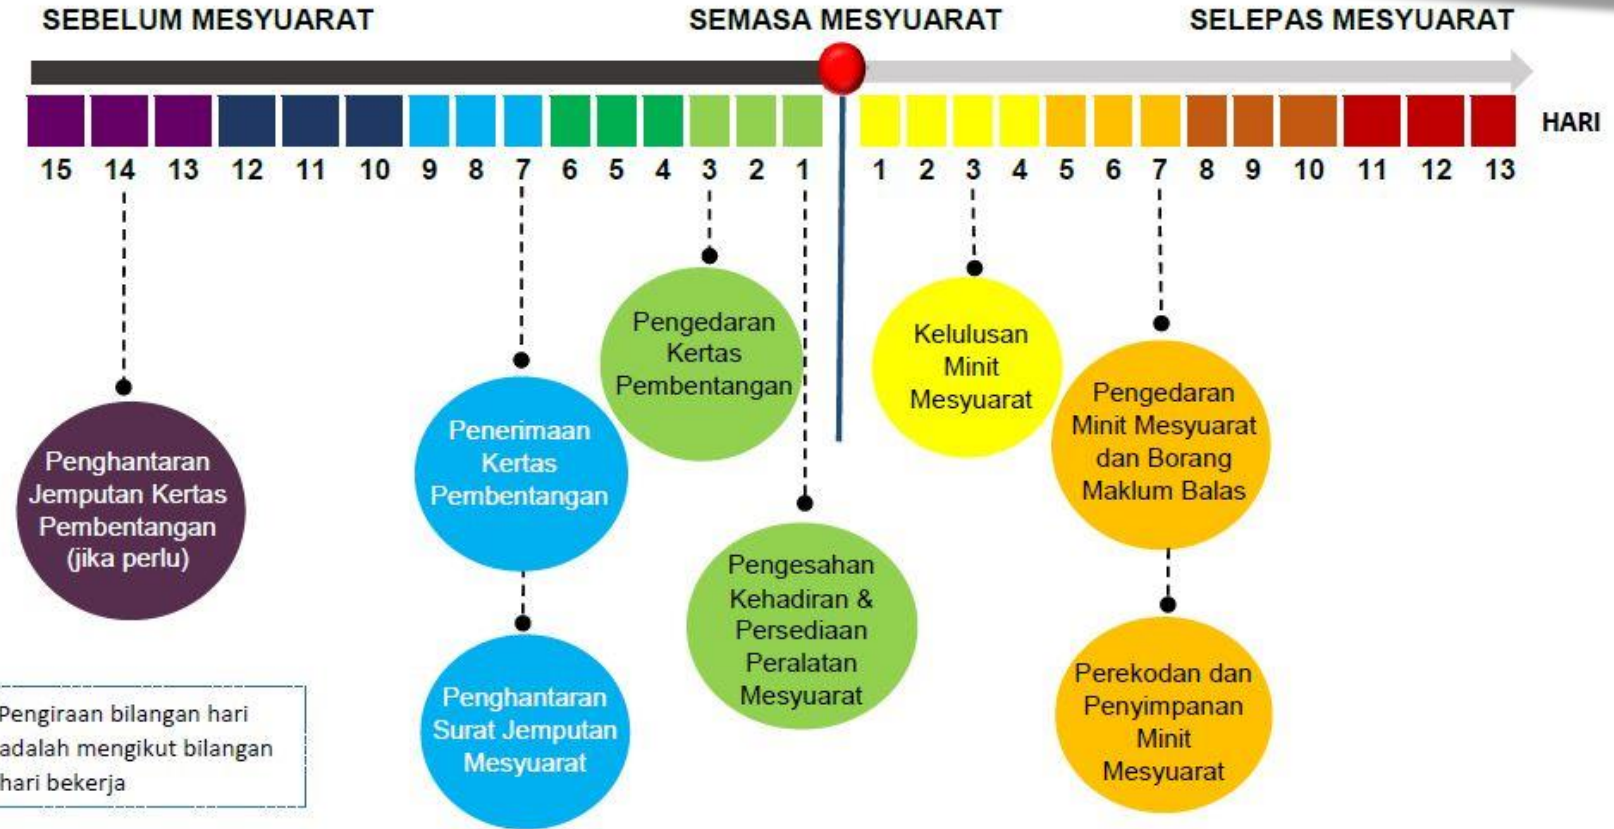 SEBELUM MESYUARAT
SEMASA MESYUARAT
SELEPAS MESYUARAT
15 14 13 12 11 10 9 8 7 6 5 4 3 2 1 1 2 3 4 5 6 7 8 9 10 11 12 13
HARI
Penghantaran
Jemputan Kertas
Pembentangan
(jika perlu)
Penerimaan
Kertas
Pembentangan
Penghantaran
Surat Jemputan
Mesyuarat
Pengedaran
Kertas
Pembentangan
Pengesahan
Kehadiran &
Persediaan
Peralatan
Mesyuarat
Kelulusan
Minit
Mesyuarat
Pengedaran
Minit Mesyuarat
dan Borang
Maklum Balas
Perekodan dan
Penyimpanan
Minit
Mesyuarat
Pengiraan bilangan hari
adalah mengikut bilangan
hari bekerja